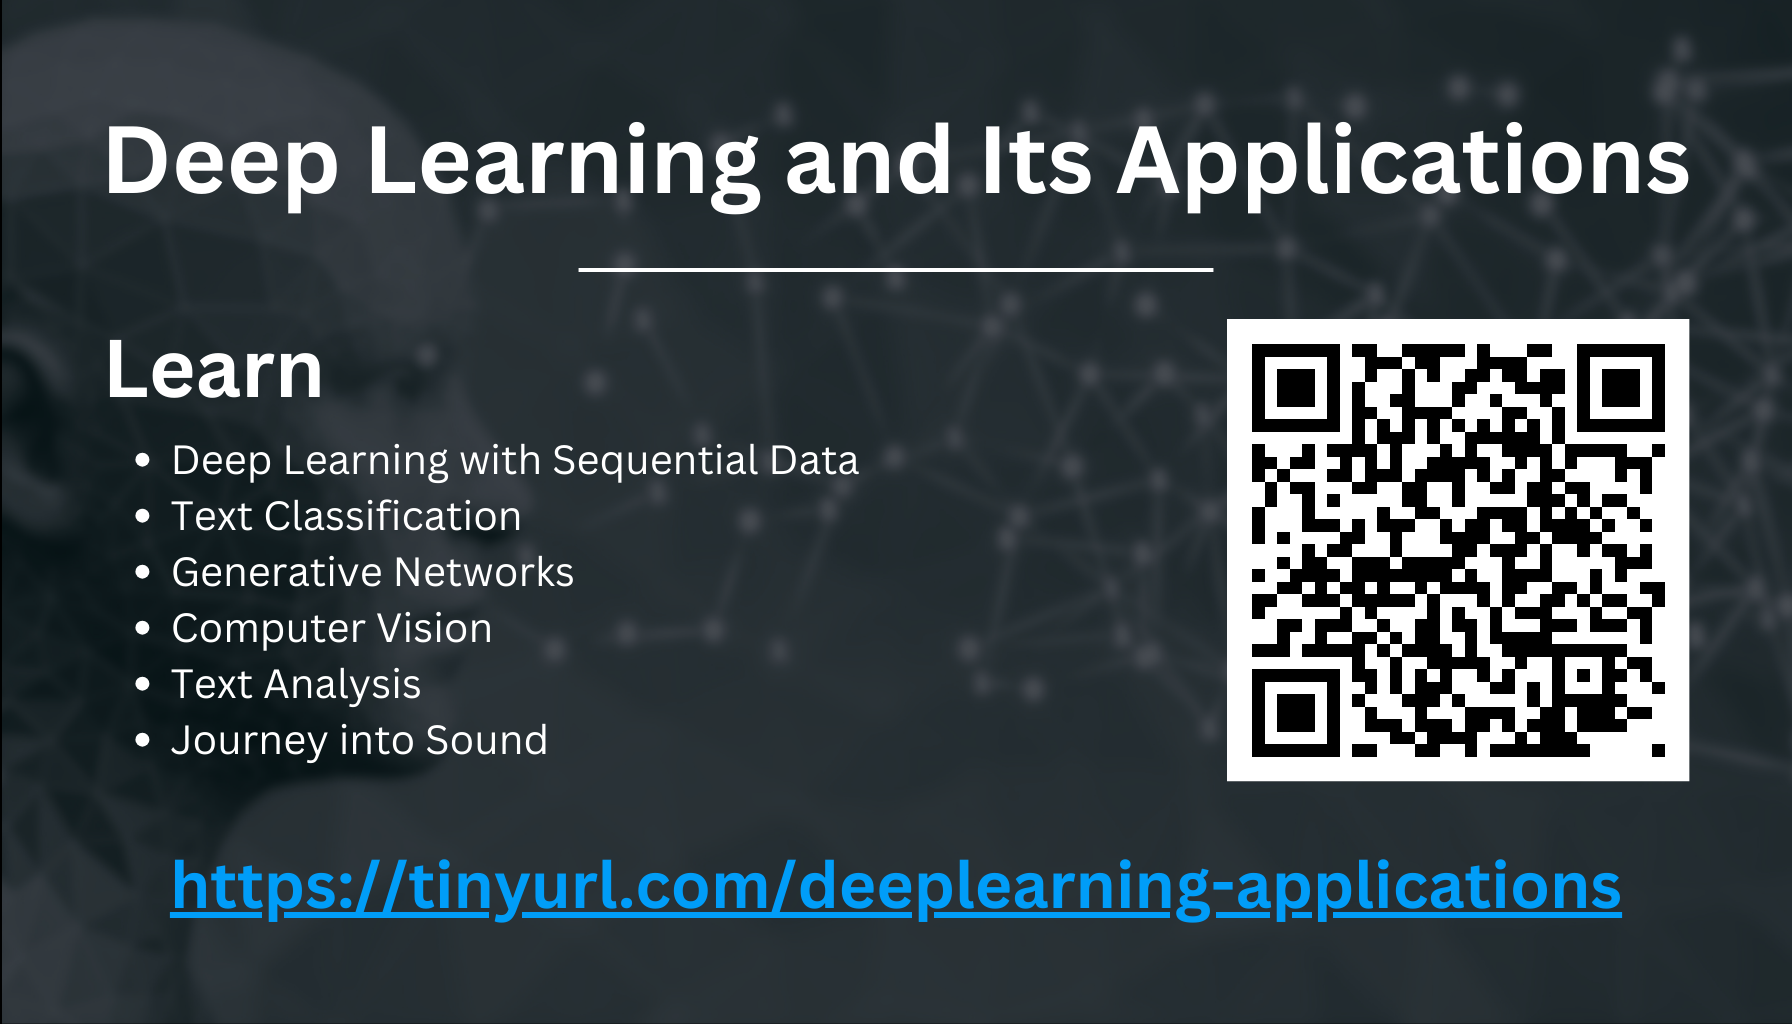 Deep Learning and Its Applications
Learn
• Deep Learning with Sequential Data
• Text Classification
• Generative Networks
• Computer Vision
• Text Analysis
• Journey into Sound
https://tinyurl.com/deeplearning-applications